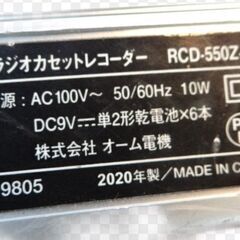 ラジオカセットレコーダー RCD-550Z
源：AC100V～ 50/60Hz 10W
DC9V⎓単2形乾電池×6本
株式会社 オーム電機
9805 2020年製/MADE IN C